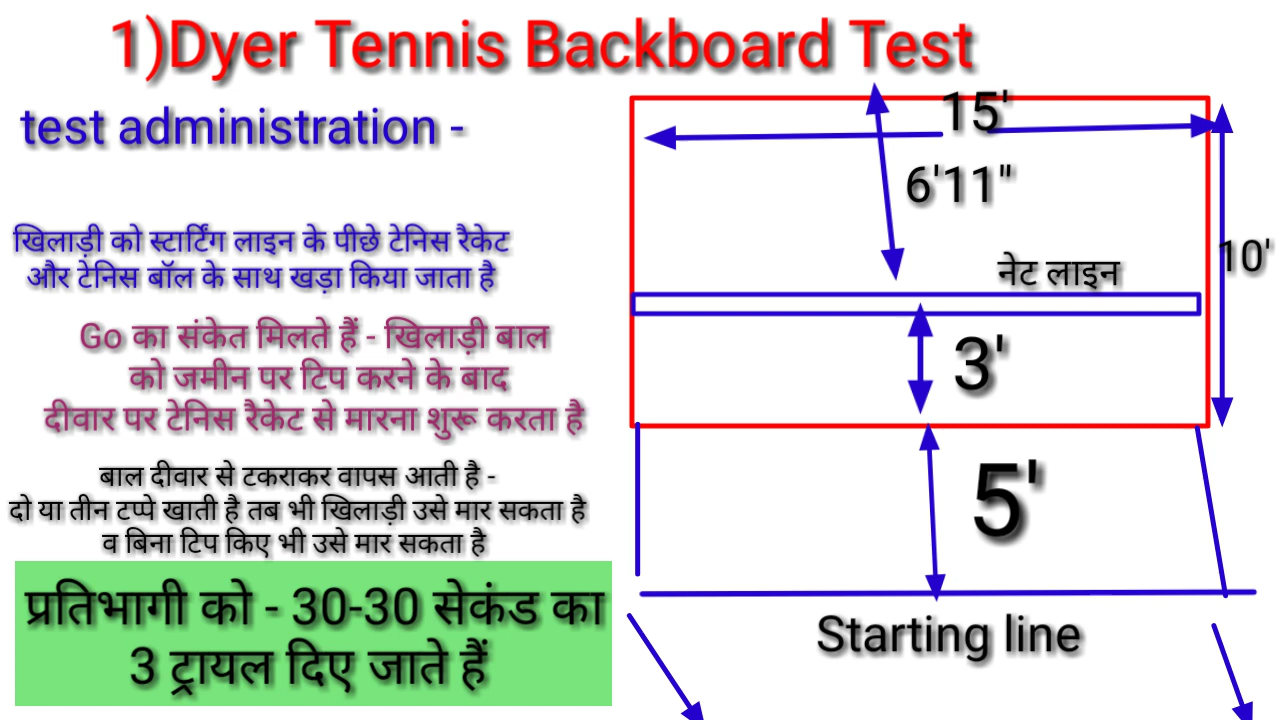 1)Dyer Tennis Backboard Test
test administration -
खिलाड़ी को स्टार्टिंग लाइन के पीछे टेनिस रैकेट
और टेनिस बॉल के साथ खड़ा किया जाता है
Go का संकेत मिलते हैं - खिलाड़ी बाल
को जमीन पर टिप करने के बाद
दीवार पर टेनिस रैकेट से मारना शुरू करता है
बाल दीवार से टकराकर वापस आती है -
दो या तीन टप्पे खाती है तब भी खिलाड़ी उसे मार सकता है
व बिना टिप किए भी उसे मार सकता है
प्रतिभागी को - 30-30 सेकंड का
3 ट्रायल दिए जाते हैं
15'
6'11"
10'
नेट लाइन
3'
5'
Starting line